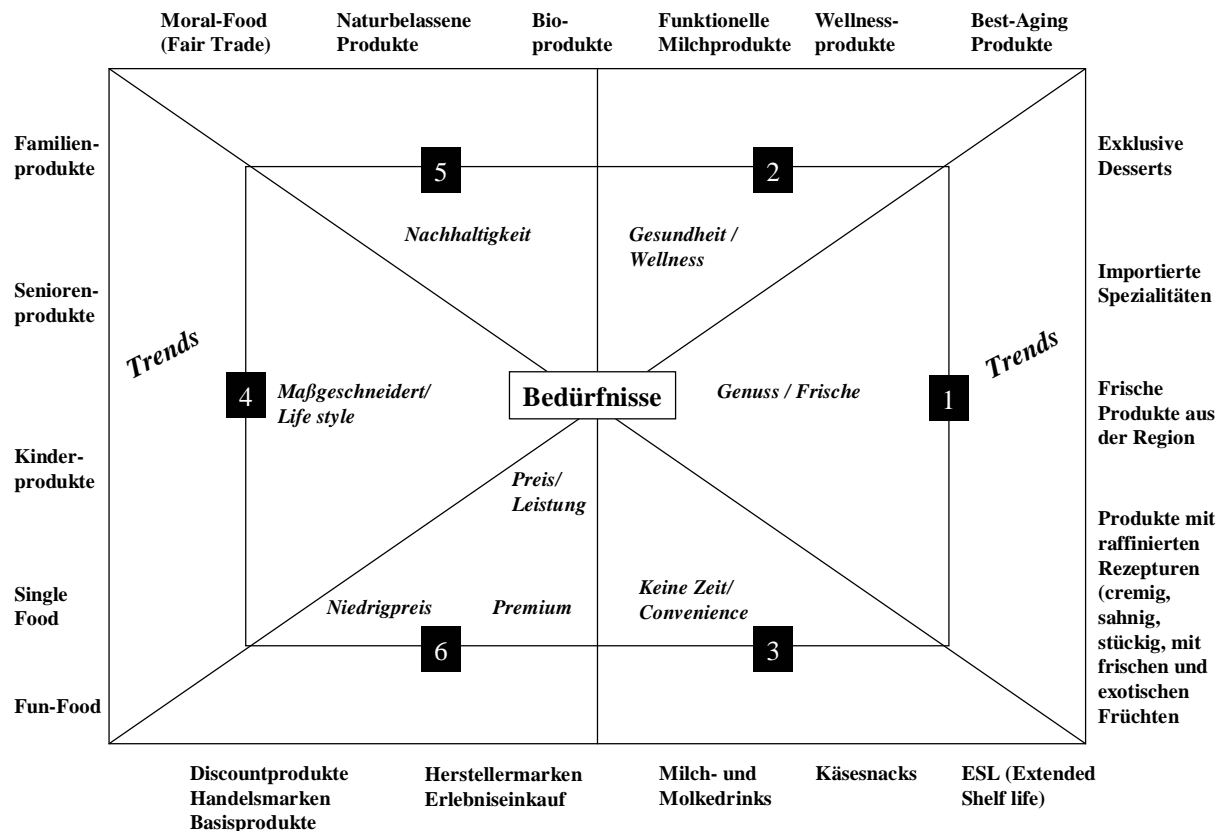 Moral-Food
(Fair Trade)
Naturbelassene
Produkte
Bio-
produkte
Funktionelle
Milchprodukte
Wellness-
produkte
Best-Aging
Produkte
Familien-
produkte
Senioren-
produkte
Kinder-
produkte
Single
Food
Fun-Food
Trends
5
2
Nachhaltigkeit
Gesundheit /
Wellness
4
Maßgeschneidert/
Life style
Bedürfnisse
Genuss / Frische
1
Trends
Preis/
Leistung
Niedrigpreis
Premium
Keine Zeit/
Convenience
6
3
Exklusive
Desserts
Importierte
Spezialitäten
Frische
Produkte aus
der Region
Produkte mit
raffinierten
Rezepturen
(cremig,
sahnig,
stückig, mit
frischen und
exotischen
Früchten
Discountprodukte
Handelsmarken
Basisprodukte
Herstellermarken
Erlebniseinkauf
Milch- und
Molkedrinks
Käsesnacks
ESL (Extended
Shelf life)